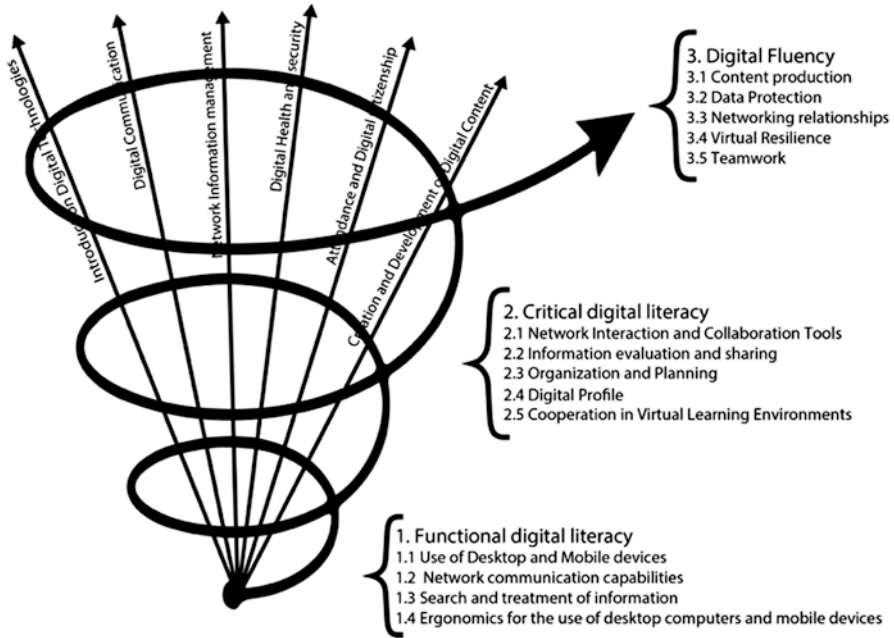 Introduction Digital Technologies
Digital Communication
Network Information management
Digital Health and security
Attendance and Digital Citizenship
Creation and Development o Digital Content
3. Digital Fluency
3.1 Content production
3.2 Data Protection
3.3 Networking relationships
3.4 Virtual Resilience
3.5 Teamwork
2. Critical digital literacy
2.1 Network Interaction and Collaboration Tools
2.2 Information evaluation and sharing
2.3 Organization and Planning
2.4 Digital Profile
2.5 Cooperation in Virtual Learning Environments
1. Functional digital literacy
1.1 Use of Desktop and Mobile devices
1.2 Network communication capabilities
1.3 Search and treatment of information
1.4 Ergonomics for the use of desktop computers and mobile devices